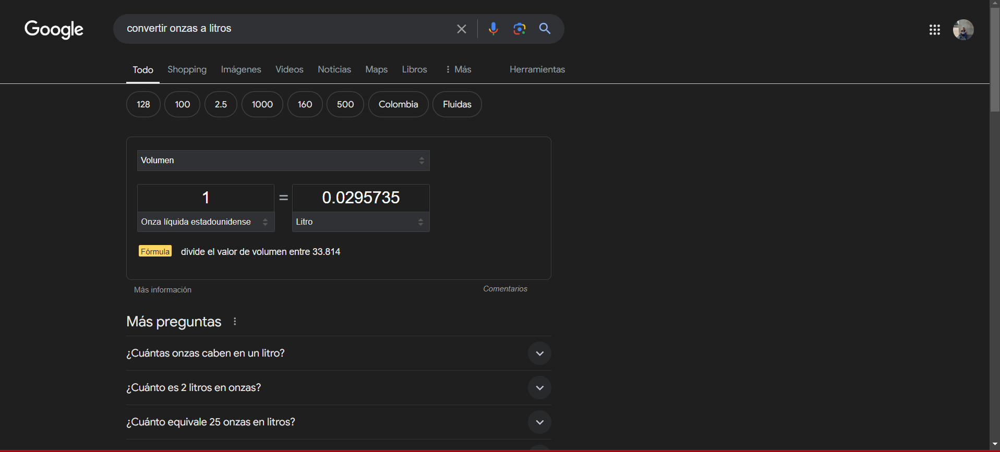 Google
convertir onzas a litros
Todo Shopping Imágenes Videos Noticias Maps Libros Más Herramientas
128 100 2.5 1000 160 500 Colombia Fluidas
Volumen
1 = 0.0295735
Onza líquida estadounidense Litro
Fórmula divide el valor de volumen entre 33.814
Más información Comentarios
Más preguntas
¿Cuántas onzas caben en un litro?
¿Cuánto es 2 litros en onzas?
¿Cuánto equivale 25 onzas en litros?